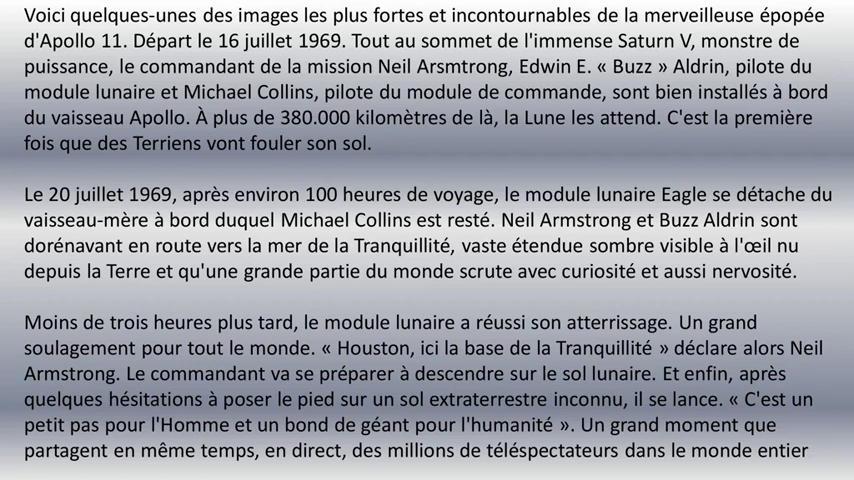 Voici quelques-unes des images les plus fortes et incontournables de la merveilleuse épopée
d'Apollo 11. Départ le 16 juillet 1969. Tout au sommet de l'immense Saturn V, monstre de
puissance, le commandant de la mission Neil Arsmtrong, Edwin E. « Buzz » Aldrin, pilote du
module lunaire et Michael Collins, pilote du module de commande, sont bien installés à bord
du vaisseau Apollo. À plus de 380.000 kilomètres de là, la Lune les attend. C'est la première
fois que des Terriens vont fouler son sol.
Le 20 juillet 1969, après environ 100 heures de voyage, le module lunaire Eagle se détache du
vaisseau-mère à bord duquel Michael Collins est resté. Neil Armstrong et Buzz Aldrin sont
dorénavant en route vers la mer de la Tranquillité, vaste étendue sombre visible à l'œil nu
depuis la Terre et qu'une grande partie du monde scrute avec curiosité et aussi nervosité.
Moins de trois heures plus tard, le module lunaire a réussi son atterrissage. Un grand
soulagement pour tout le monde. « Houston, ici la base de la Tranquillité » déclare alors Neil
Armstrong. Le commandant va se préparer à descendre sur le sol lunaire. Et enfin, après
quelques hésitations à poser le pied sur un sol extraterrestre inconnu, il se lance. « C'est un
petit pas pour l'Homme et un bond de géant pour l'humanité ». Un grand moment que
partagent en même temps, en direct, des millions de téléspectateurs dans le monde entier